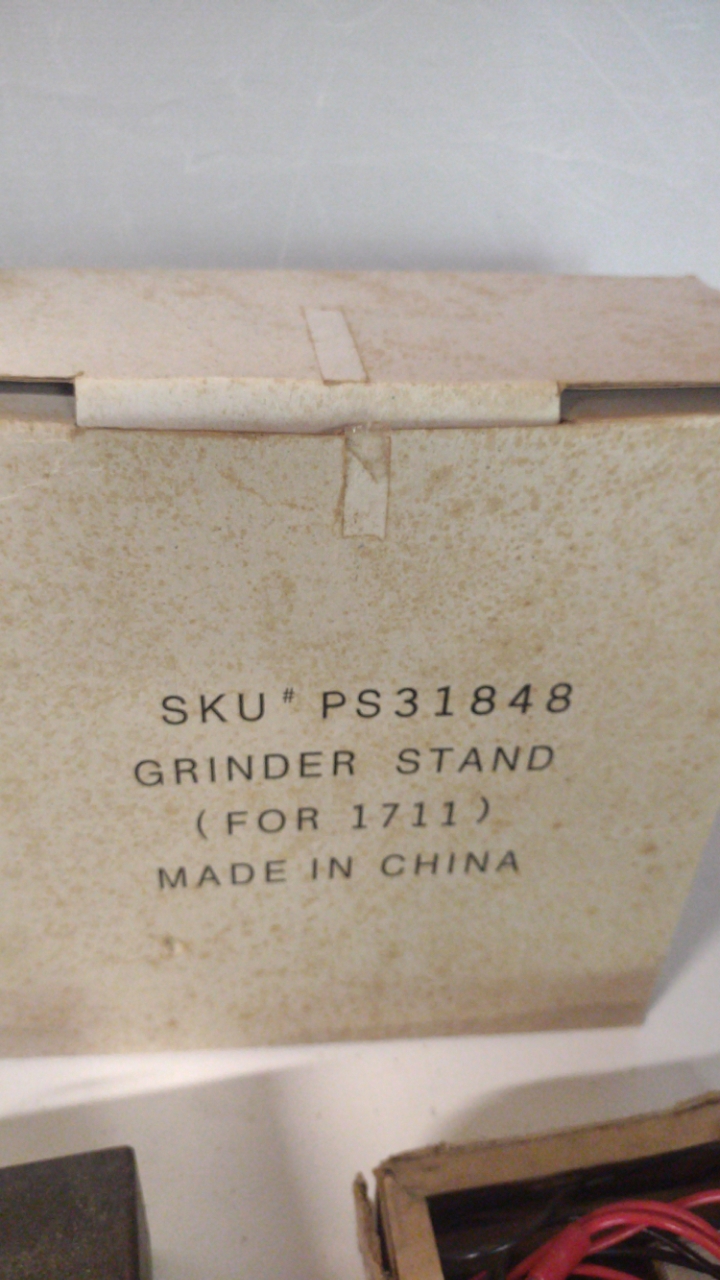 SKU# PS31848
GRINDER STAND
(FOR 1711)
MADE IN CHINA